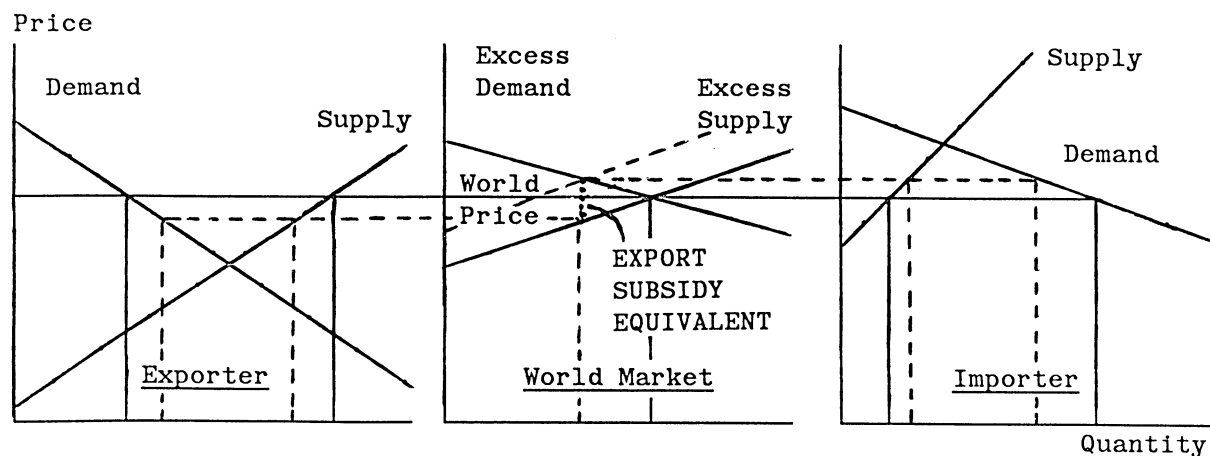 Price
Demand
Supply
Exporter
Excess
Demand
Excess
Supply
World
Price
EXPORT
SUBSIDY
EQUIVALENT
World Market
Supply
Demand
Importer
Quantity